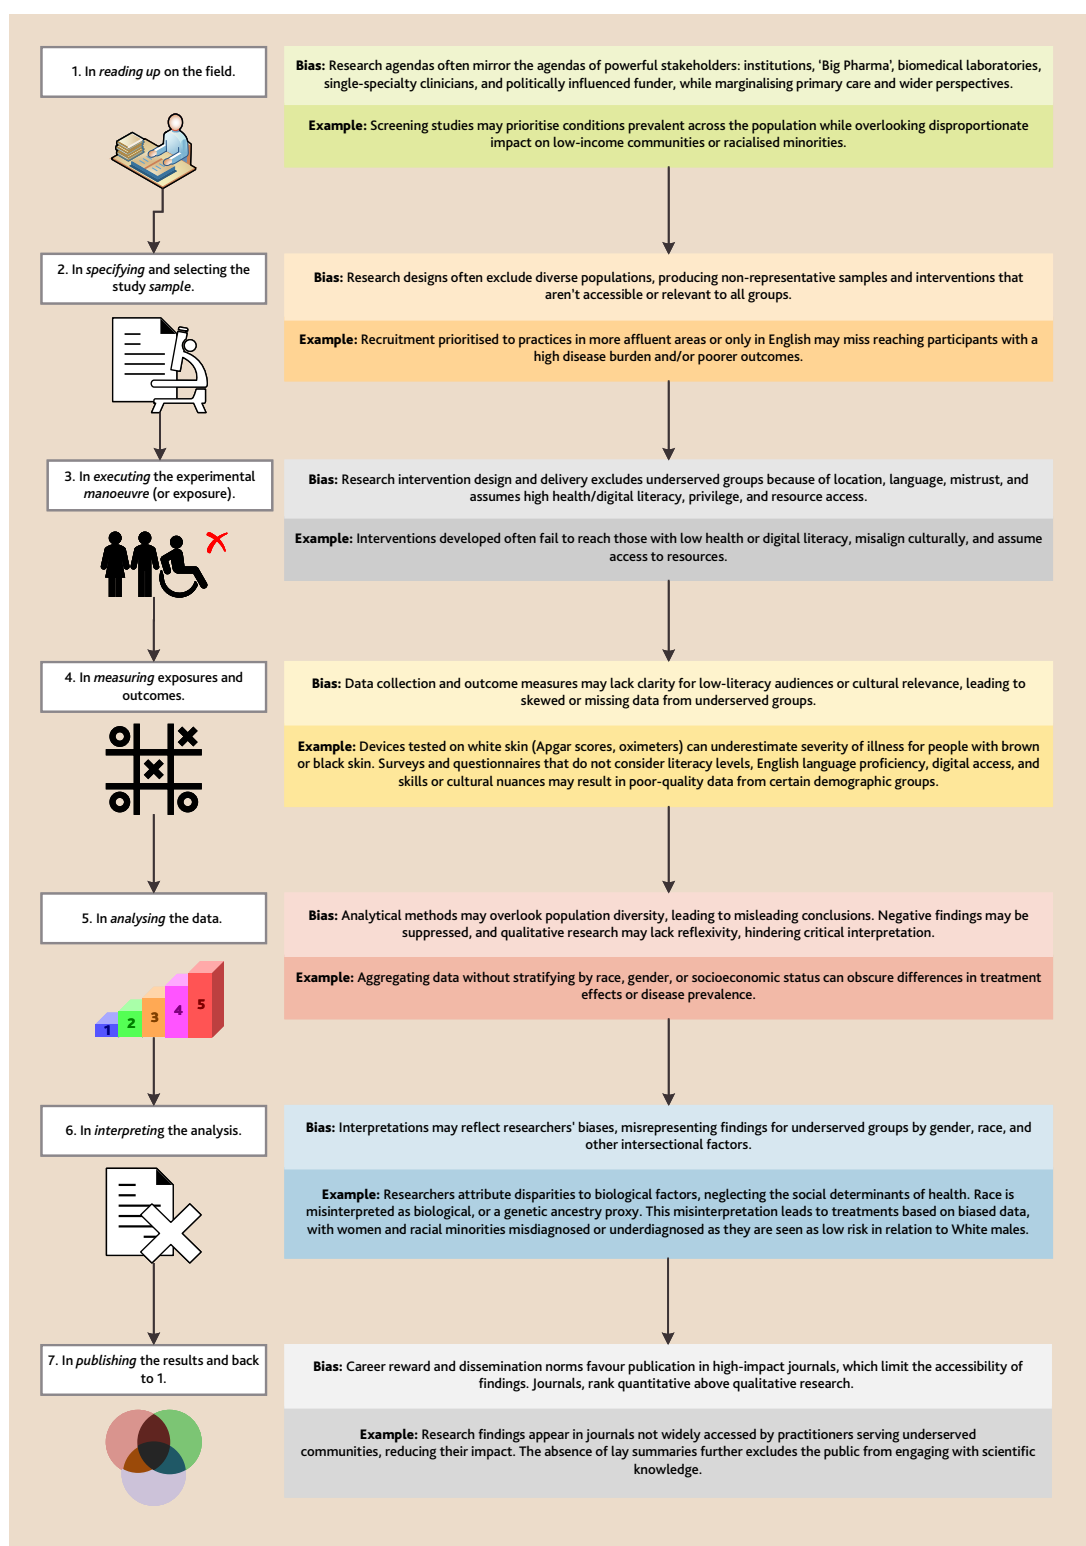 1. In reading up on the field.
Bias: Research agendas often mirror the agendas of powerful stakeholders: institutions, 'Big Pharma', biomedical laboratories,
single-specialty clinicians, and politically influenced funder, while marginalising primary care and wider perspectives.
Example: Screening studies may prioritise conditions prevalent across the population while overlooking disproportionate
impact on low-income communities or racialised minorities.
2. In specifying and selecting the
study sample.
Bias: Research designs often exclude diverse populations, producing non-representative samples and interventions that
aren't accessible or relevant to all groups.
Example: Recruitment prioritised to practices in more affluent areas or only in English may miss reaching participants with a
high disease burden and/or poorer outcomes.
3. In executing the experimental
manoeuvre (or exposure).
Bias: Research intervention design and delivery excludes underserved groups because of location, language, mistrust, and
assumes high health/digital literacy, privilege, and resource access.
Example: Interventions developed often fail to reach those with low health or digital literacy, misalign culturally, and assume
access to resources.
4. In measuring exposures and
outcomes.
Bias: Data collection and outcome measures may lack clarity for low-literacy audiences or cultural relevance, leading to
skewed or missing data from underserved groups.
Example: Devices tested on white skin (Apgar scores, oximeters) can underestimate severity of illness for people with brown
or black skin. Surveys and questionnaires that do not consider literacy levels, English language proficiency, digital access, and
skills or cultural nuances may result in poor-quality data from certain demographic groups.
5. In analysing the data.
Bias: Analytical methods may overlook population diversity, leading to misleading conclusions. Negative findings may be
suppressed, and qualitative research may lack reflexivity, hindering critical interpretation.
Example: Aggregating data without stratifying by race, gender, or socioeconomic status can obscure differences in treatment
effects or disease prevalence.
1 2 3 4 5
6. In interpreting the analysis.
Bias: Interpretations may reflect researchers' biases, misrepresenting findings for underserved groups by gender, race, and
other intersectional factors.
Example: Researchers attribute disparities to biological factors, neglecting the social determinants of health. Race is
misinterpreted as biological, or a genetic ancestry proxy. This misinterpretation leads to treatments based on biased data,
with women and racial minorities misdiagnosed or underdiagnosed as they are seen as low risk in relation to White males.
7. In publishing the results and back
to 1.
Bias: Career reward and dissemination norms favour publication in high-impact journals, which limit the accessibility of
findings. Journals, rank quantitative above qualitative research.
Example: Research findings appear in journals not widely accessed by practitioners serving underserved
communities, reducing their impact. The absence of lay summaries further excludes the public from engaging with scientific
knowledge.